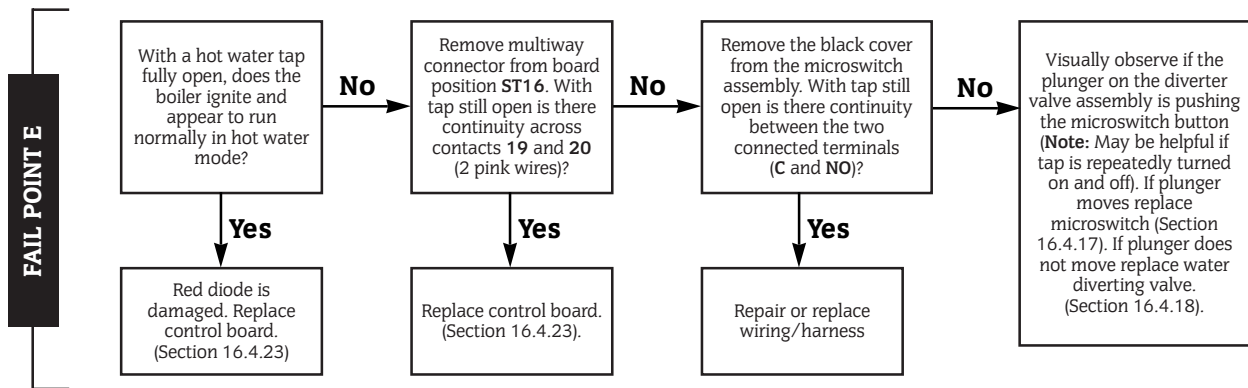 FAIL POINT E
With a hot water tap
fully open, does the
boiler ignite and
appear to run
normally in hot water
mode?
No
Remove multiway
connector from board
position ST16. With
tap still open is there
continuity across
contacts 19 and 20
(2 pink wires)?
No
Remove the black cover
from the microswitch
assembly. With tap still
open is there continuity
between the two
connected terminals
(C and NO)?
No
Visually observe if the
plunger on the diverter
valve assembly is pushing
the microswitch button
(Note: May be helpful if
tap is repeatedly turned
on and off). If plunger
moves replace
microswitch (Section
16.4.17). If plunger does
not move replace water
diverting valve.
(Section 16.4.18).
Yes
Red diode is
damaged. Replace
control board.
(Section 16.4.23)
Yes
Replace control board.
(Section 16.4.23).
Yes
Repair or replace
wiring/harness